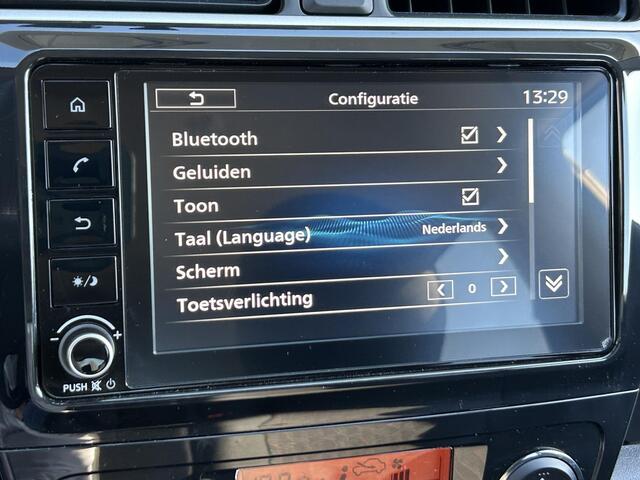 Configuratie 13:29
Bluetooth
Geluiden
Toon
Taal (Language) Nederlands
Scherm
Toetsverlichting 0
PUSH